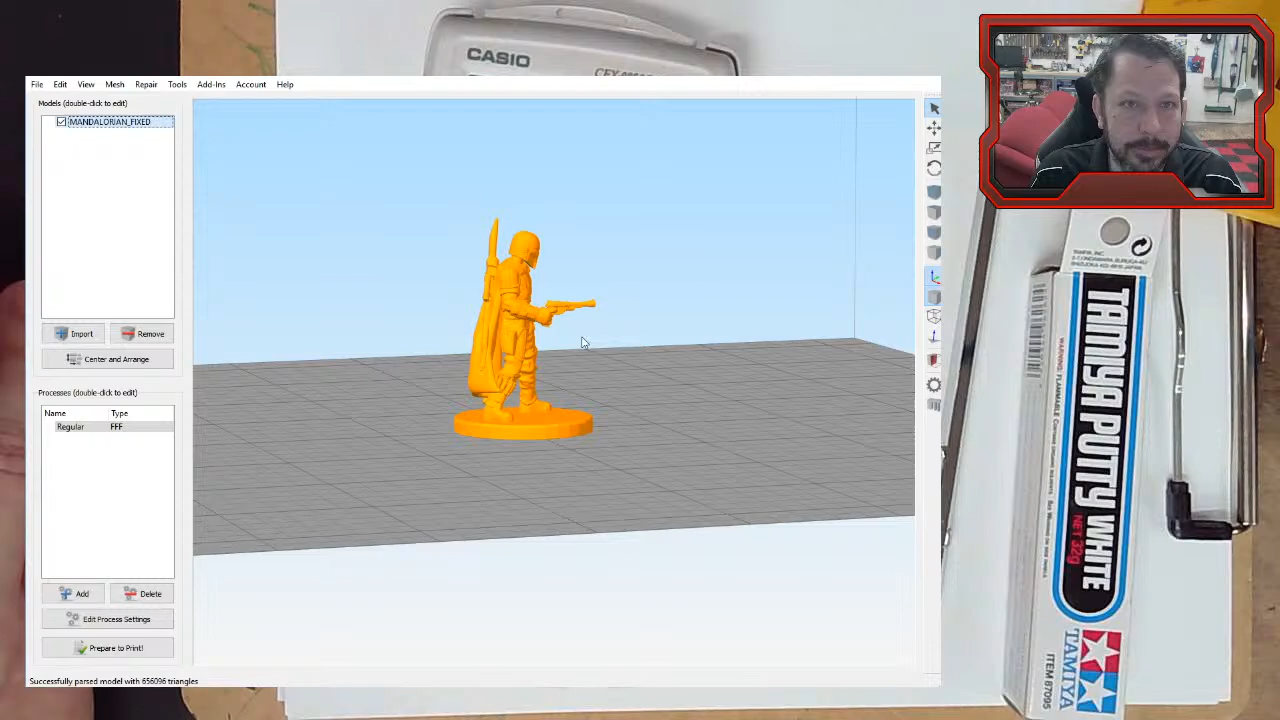 CASIO
File Edit View Mesh Repair Tools Add-Ins Account Help
Models (double-click to edit)
MANDALORIAN_FIXED
Import Remove
Center and Arrange
Processes (double-click to edit)
Name Type
Regular FFF
Add Delete
Edit Process Settings
Prepare to Print!
Successfully parsed model with 656096 triangles
TAMIYA PUTTY WHITE
NET 32g
TAMIYA
ITEM 87095